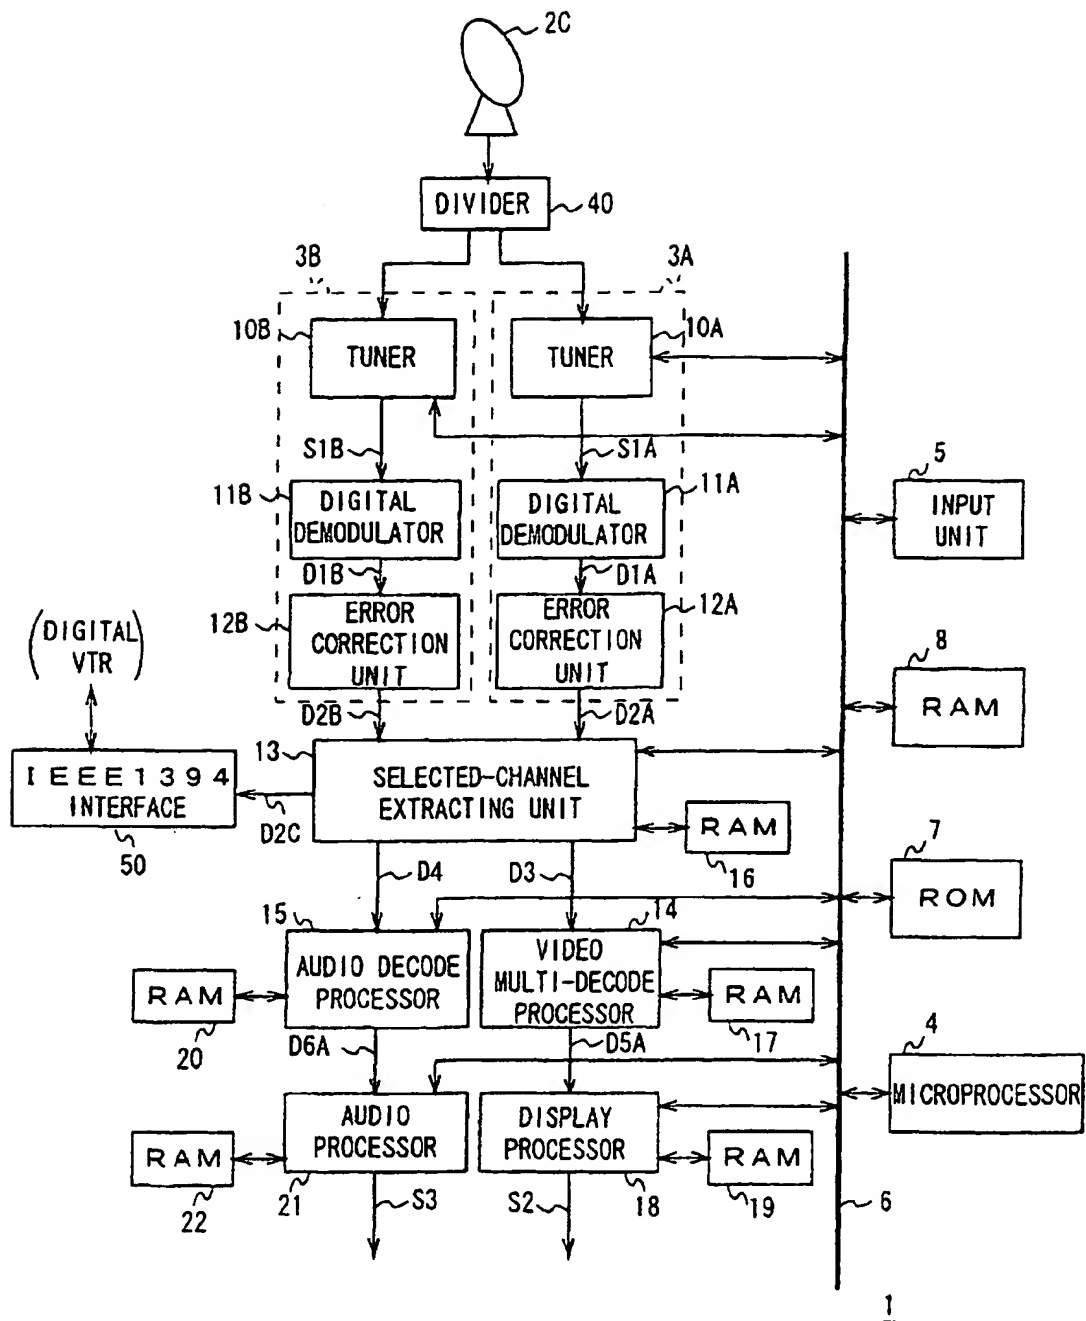 2C
DIVIDER
40
3B
3A
10B
TUNER
TUNER
10A
S1B
S1A
11B
DIGITAL
DEMODULATOR
DIGITAL
DEMODULATOR
11A
5
INPUT
UNIT
D1B
D1A
12B
ERROR
CORRECTION
UNIT
ERROR
CORRECTION
UNIT
12A
(DIGITAL
VTR)
8
RAM
D2B
D2A
13
SELECTED-CHANNEL
EXTRACTING UNIT
IEEE1394
INTERFACE
50
D2C
RAM
16
D4
D3
7
ROM
15
AUDIO DECODE
PROCESSOR
14
VIDEO
MULTI-DECODE
PROCESSOR
RAM
20
RAM
17
D6A
D5A
4
MICROPROCESSOR
AUDIO
PROCESSOR
21
DISPLAY
PROCESSOR
18
RAM
22
RAM
19
S3
S2
6
1